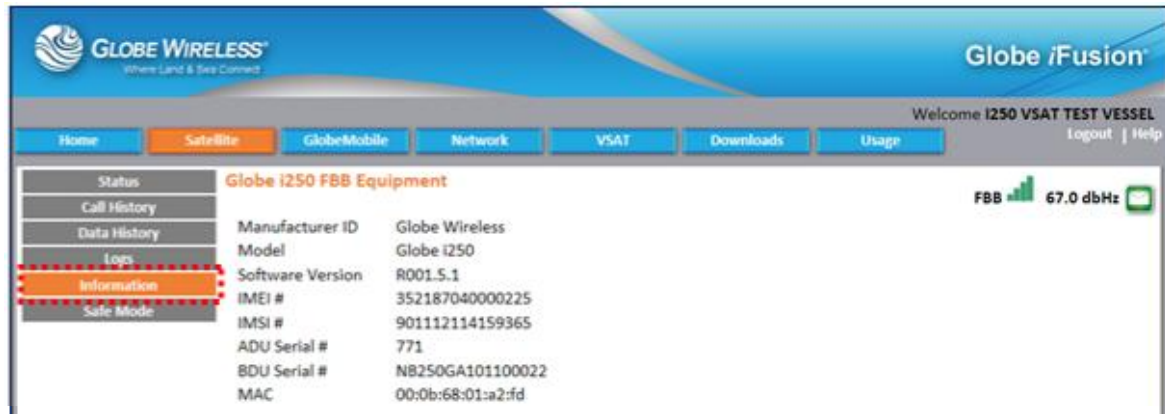 GLOBE WIRELESS®
Where Land & Sea Connect
Globe iFusion®
Welcome I250 VSAT TEST VESSEL
Logout | Help
Home Satellite GlobeMobile Network VSAT Downloads Usage
Status
Call History
Data History
Logs
Information
Safe Mode
Globe i250 FBB Equipment
FBB 67.0 dbHz
Manufacturer ID Globe Wireless
Model Globe i250
Software Version R001.5.1
IMEI # 352187040000225
IMSI # 901112114159365
ADU Serial # 771
BDU Serial # NB250GA101100022
MAC 00:0b:68:01:a2:fd